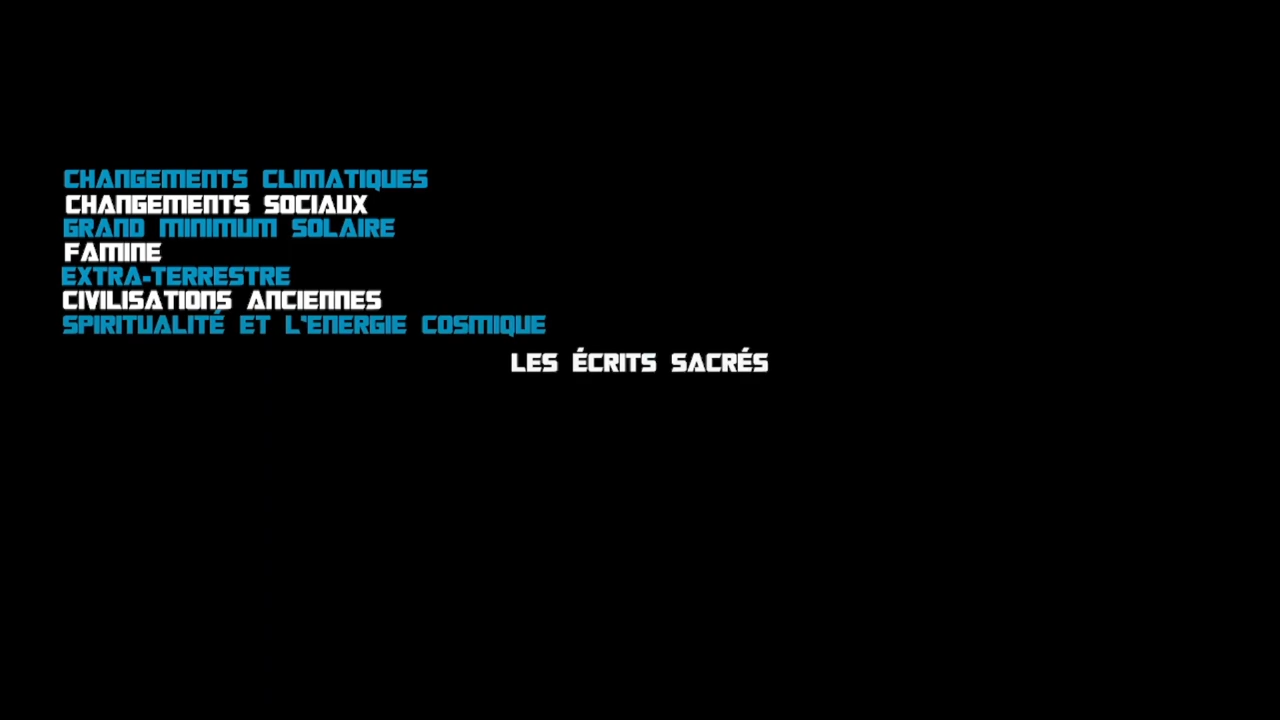 CHANGEMENTS CLIMATIQUES
CHANGEMENTS SOCIAUX
GRAND MINIMUM SOLAIRE
FAMINE
EXTRA-TERRESTRE
CIVILISATIONS ANCIENNES
SPIRITUALITÉ ET L'ENERGIE COSMIQUE
LES ÉCRITS SACRÉS